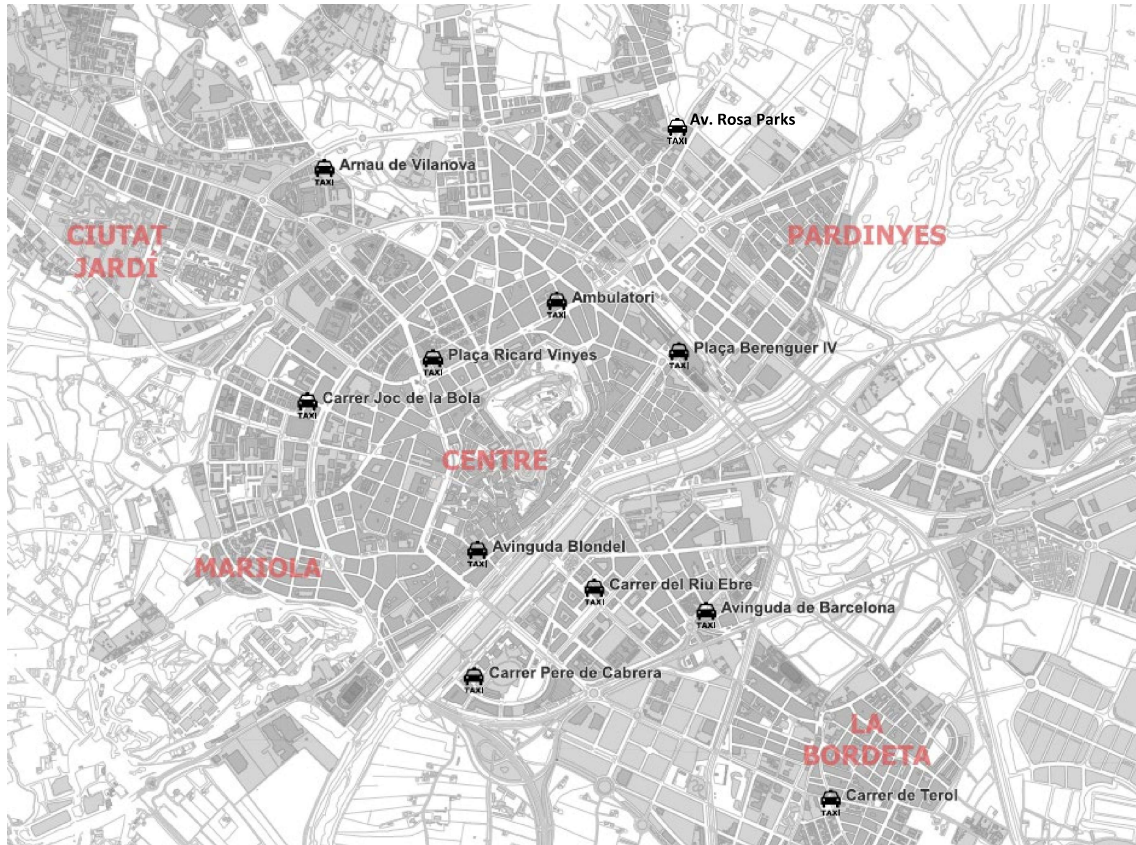 Av. Rosa Parks
TAXI
Arnau de Vilanova
TAXI
CIUTAT
JARDÍ
PARDINYES
Ambulatori
TAXI
Plaça Ricard Vinyes
TAXI
Plaça Berenguer IV
TAXI
Carrer Joc de la Bola
TAXI
CENTRE
Avinguda Blondel
TAXI
MARIOLA
Carrer del Riu Ebre
TAXI
Avinguda de Barcelona
TAXI
Carrer Pere de Cabrera
TAXI
LA
BORDETA
Carrer de Terol
TAXI